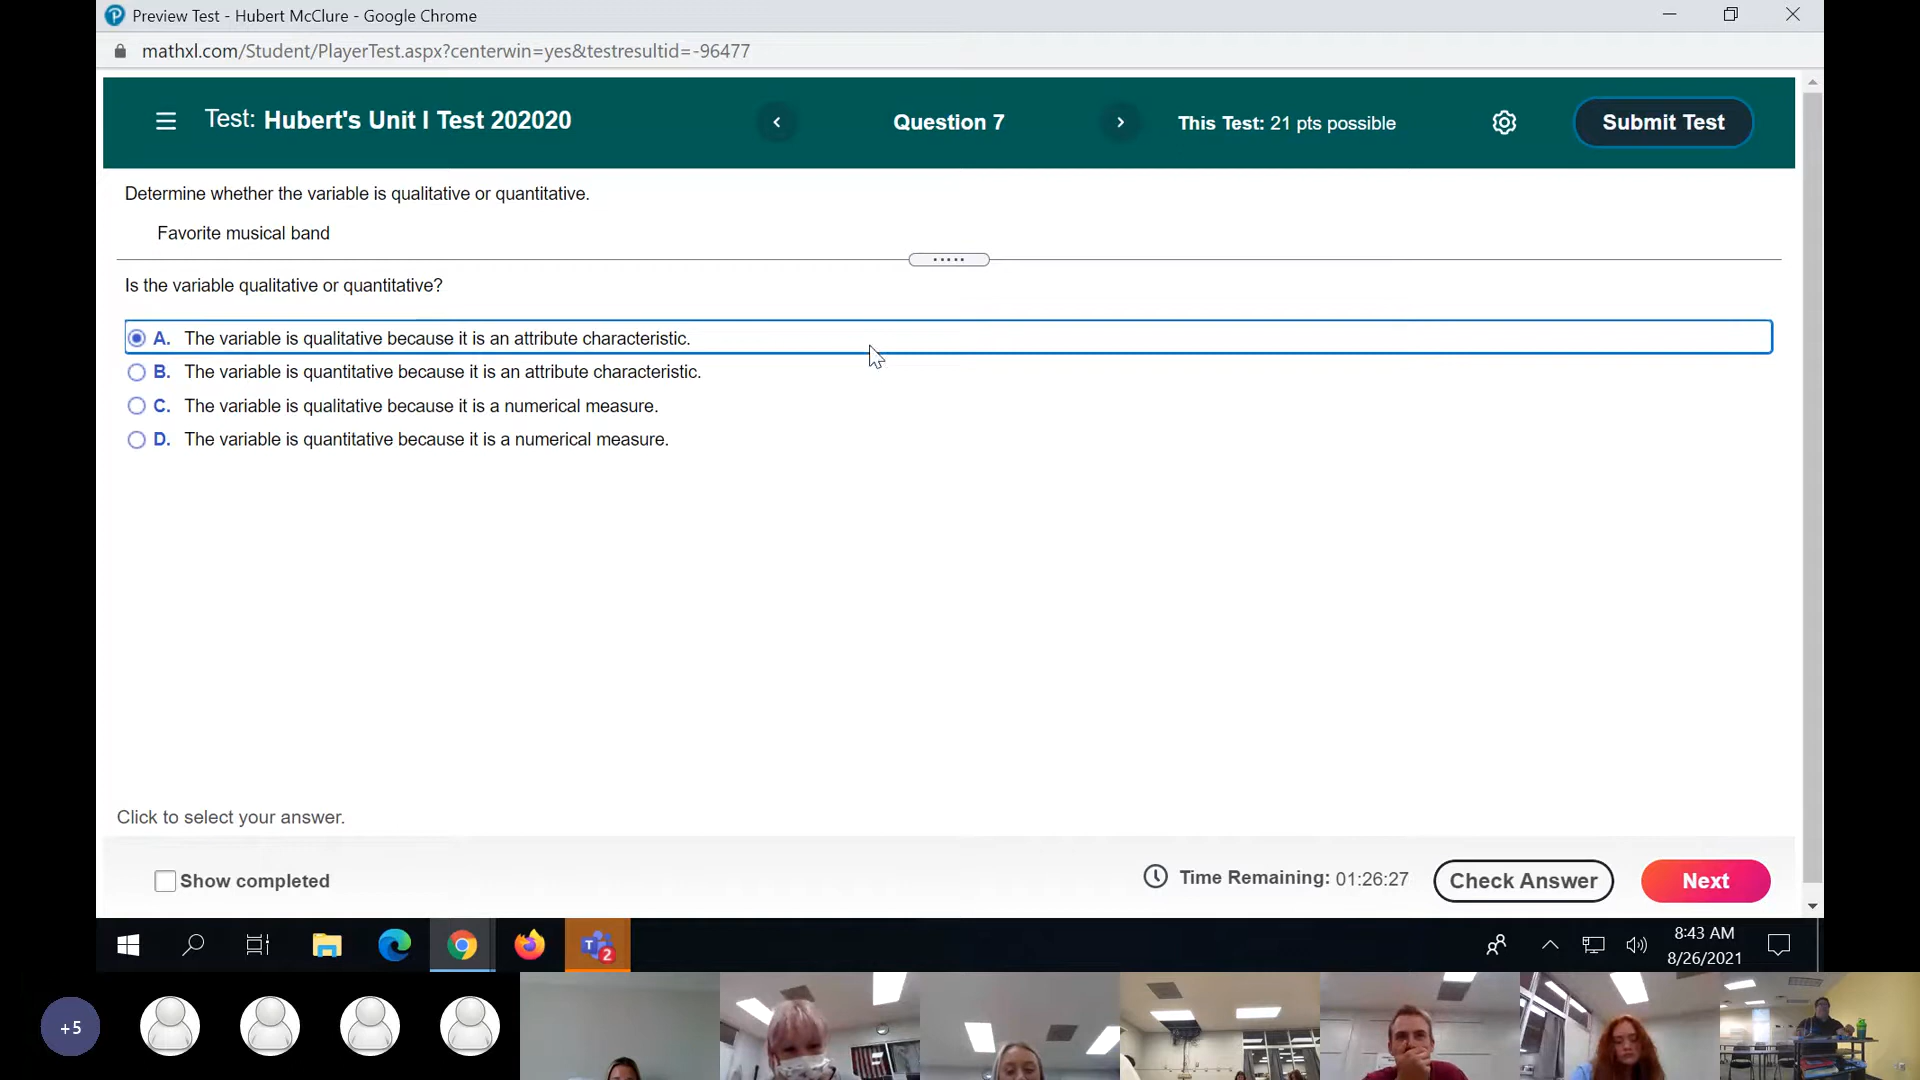 Preview Test - Hubert McClure - Google Chrome
mathxl.com/Student/PlayerTest.aspx?centerwin=yes&testresultid=-96477
Test: Hubert's Unit I Test 202020
Question 7
This Test: 21 pts possible
Submit Test
Determine whether the variable is qualitative or quantitative.
Favorite musical band
Is the variable qualitative or quantitative?
A. The variable is qualitative because it is an attribute characteristic.
B. The variable is quantitative because it is an attribute characteristic.
C. The variable is qualitative because it is a numerical measure.
D. The variable is quantitative because it is a numerical measure.
Click to select your answer.
Show completed
Time Remaining: 01:26:27
Check Answer
Next
T 2
8:43 AM
8/26/2021
+5